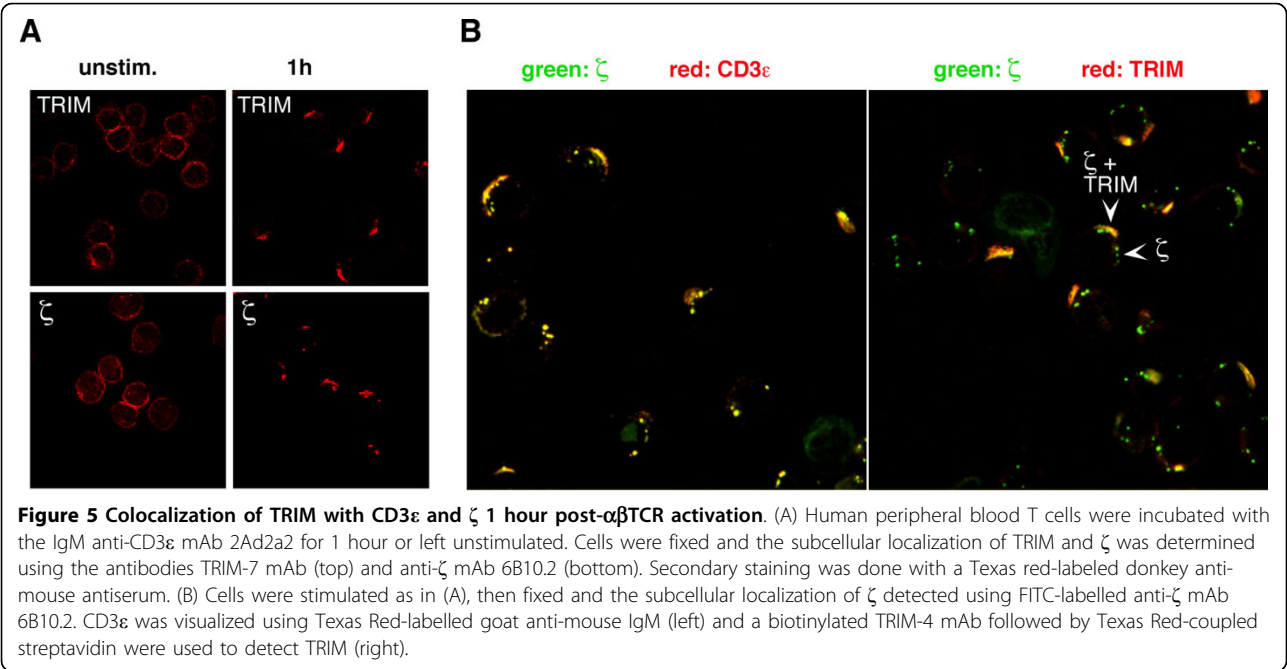 A
B
unstim.
1h
green: ζ
red: CD3ε
green: ζ
red: TRIM
TRIM
TRIM
ζ +
TRIM
ζ
ζ
ζ
Figure 5 Colocalization of TRIM with CD3ε and ζ 1 hour post-αβTCR activation. (A) Human peripheral blood T cells were incubated with
the IgM anti-CD3ε mAb 2Ad2a2 for 1 hour or left unstimulated. Cells were fixed and the subcellular localization of TRIM and ζ was determined
using the antibodies TRIM-7 mAb (top) and anti-ζ mAb 6B10.2 (bottom). Secondary staining was done with a Texas red-labeled donkey anti-
mouse antiserum. (B) Cells were stimulated as in (A), then fixed and the subcellular localization of ζ detected using FITC-labelled anti-ζ mAb
6B10.2. CD3ε was visualized using Texas Red-labelled goat anti-mouse IgM (left) and a biotinylated TRIM-4 mAb followed by Texas Red-coupled
streptavidin were used to detect TRIM (right).